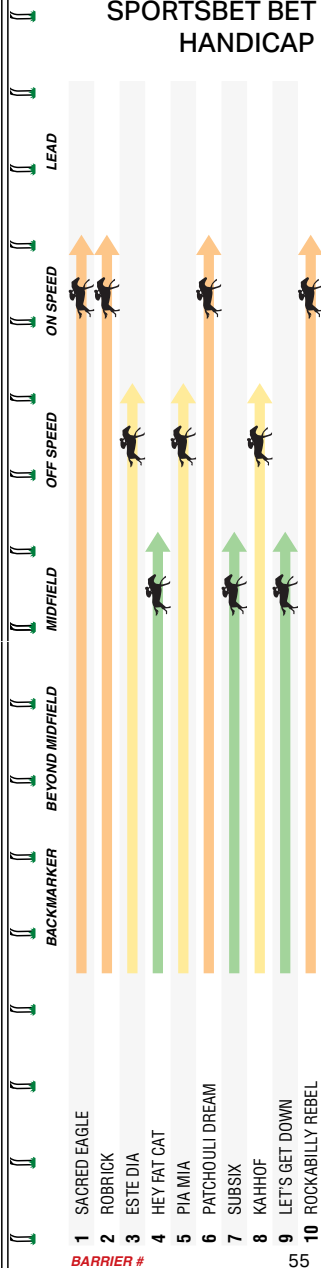 SPORTSBET BET
HANDICAP
LEAD
ON SPEED
OFF SPEED
MIDFIELD
BEYOND MIDFIELD
BACKMARKER
1 SACRED EAGLE
2 ROBRICK
3 ESTE DIA
4 HEY FAT CAT
5 PIA MIA
6 PATCHOULI DREAM
7 SUBSIX
8 KAHHOF
9 LET'S GET DOWN
10 ROCKABILLY REBEL
BARRIER #
55